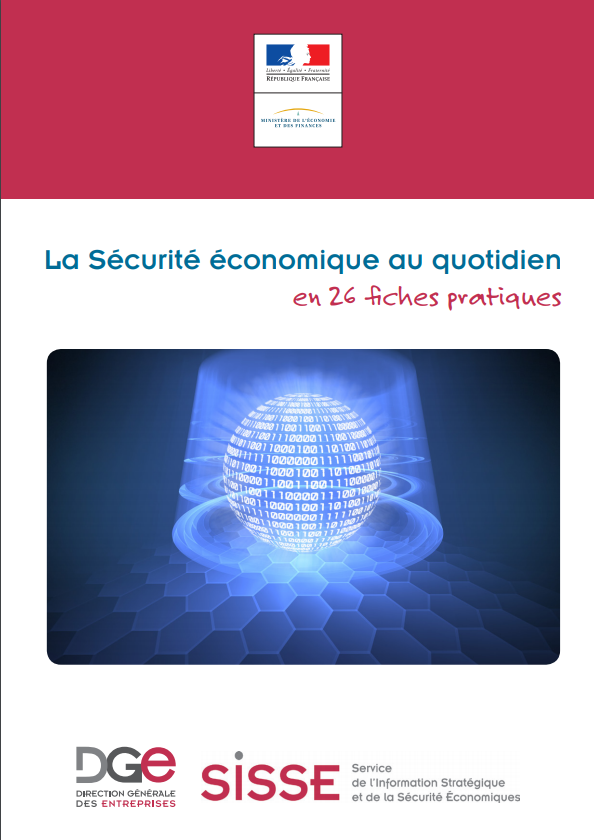 Liberté • Égalité • Fraternité
RÉPUBLIQUE FRANÇAISE
MINISTÈRE DE L'ÉCONOMIE
ET DES FINANCES
La Sécurité économique au quotidien
en 26 fiches pratiques
DGE
DIRECTION GÉNÉRALE
DES ENTREPRISES
SISSE
Service
de l'Information Stratégique
et de la Sécurité Économiques